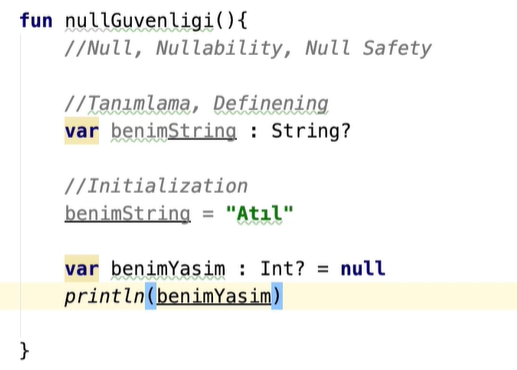 fun nullGuvenligi(){
//Null, Nullability, Null Safety
//Tanımlama, Definening
var benimString : String?
//Initialization
benimString = "Atıl"
var benimYasim : Int? = null
println(benimYasim)
}